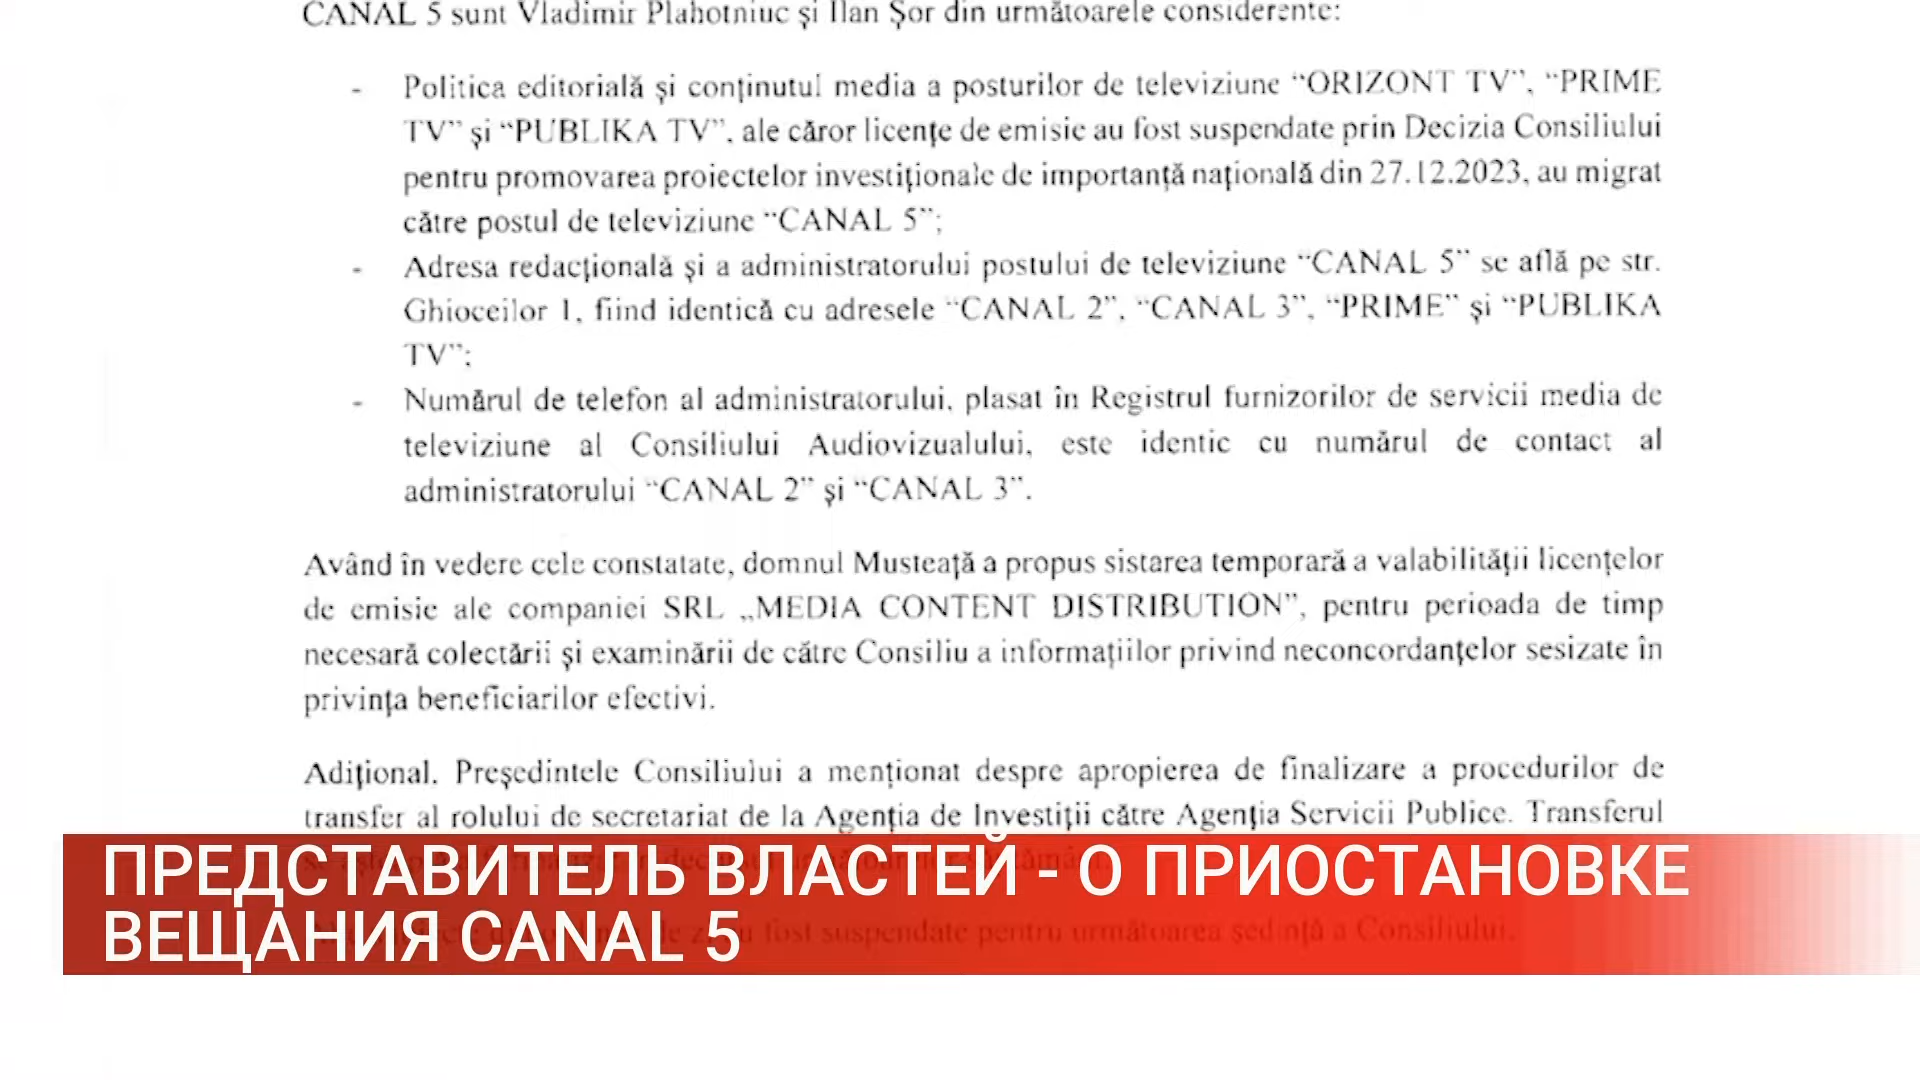 CANAL 5 sunt Vladimir Plahotniuc și Ilan Șor din următoarele considerente:
- Politica editorială și conținutul media a posturilor de televiziune “ORIZONT TV”, “PRIME
TV” și “PUBLIKA TV”, ale căror licențe de emisie au fost suspendate prin Decizia Consiliului
pentru promovarea proiectelor investiționale de importanță națională din 27.12.2023, au migrat
către postul de televiziune “CANAL 5”;
- Adresa redacțională și a administratorului postului de televiziune “CANAL 5” se află pe str.
Ghioceilor 1, fiind identică cu adresele “CANAL 2”, “CANAL 3”, “PRIME” și “PUBLIKA
TV”;
- Numărul de telefon al administratorului, plasat în Registrul furnizorilor de servicii media de
televiziune al Consiliului Audiovizualului, este identic cu numărul de contact al
administratorului “CANAL 2” și “CANAL 3”.
Având în vedere cele constatate, domnul Musteață a propus sistarea temporară a valabilității licențelor
de emisie ale companiei SRL „MEDIA CONTENT DISTRIBUTION”, pentru perioada de timp
necesară colectării și examinării de către Consiliu a informațiilor privind neconcordanțelor sesizate în
privința beneficiarilor efectivi.
Adițional, Președintele Consiliului a menționat despre apropierea de finalizare a procedurilor de
transfer al rolului de secretariat de la Agenția de Investiții către Agenția Servicii Publice. Transferul
ПРЕДСТАВИТЕЛЬ ВЛАСТЕЙ - О ПРИОСТАНОВКЕ
ВЕЩАНИЯ CANAL 5
fost suspendate pentru următoarea ședință a Consiliului.